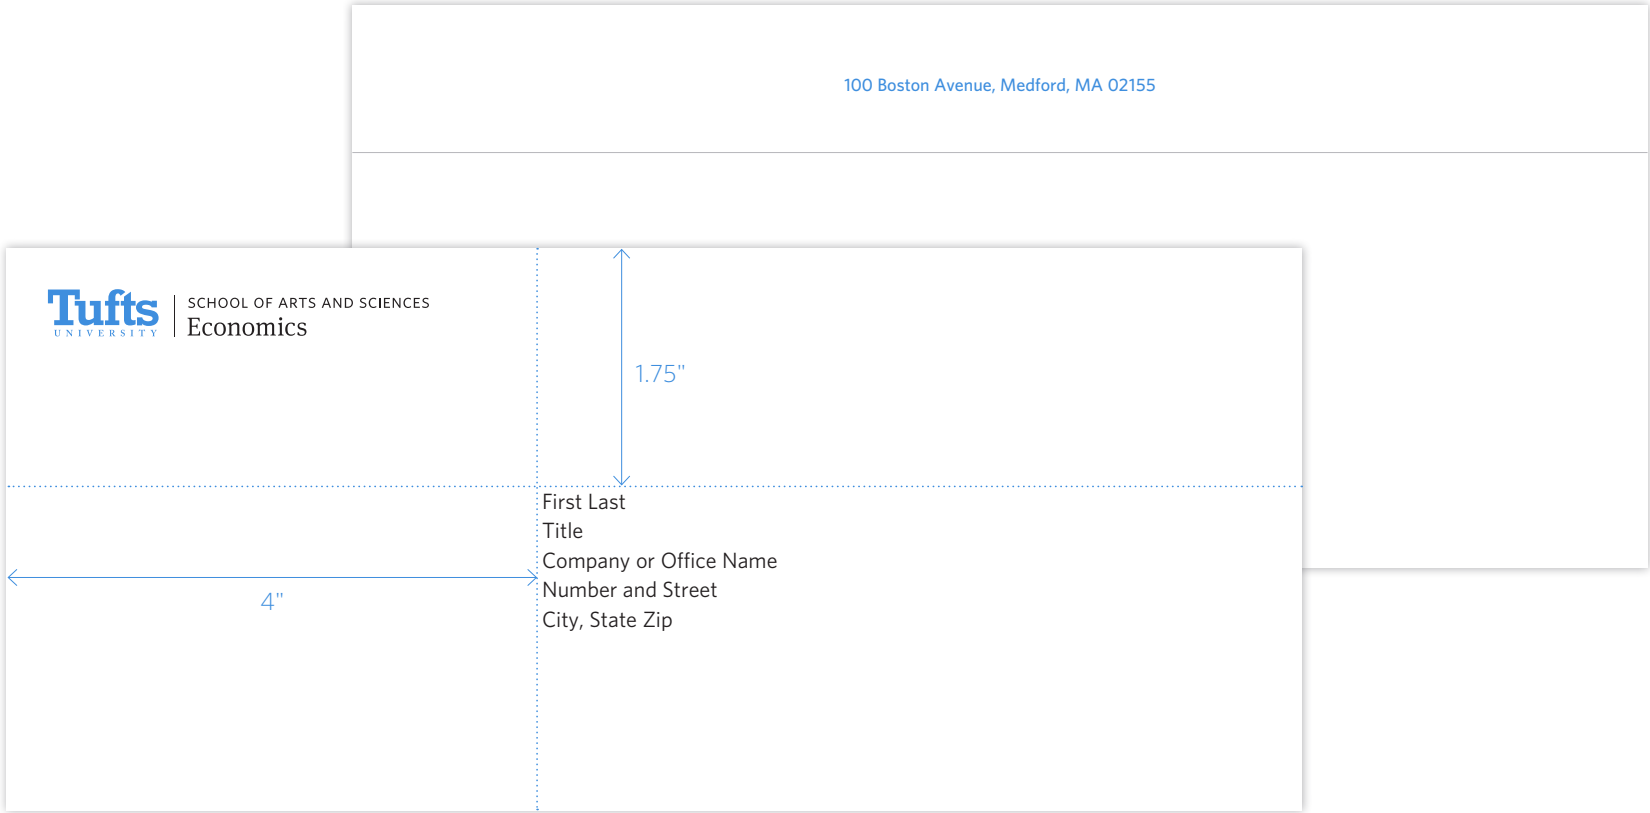 100 Boston Avenue, Medford, MA 02155
Tufts
UNIVERSITY
SCHOOL OF ARTS AND SCIENCES
Economics
1.75"
First Last
Title
Company or Office Name
Number and Street
City, State Zip
4"